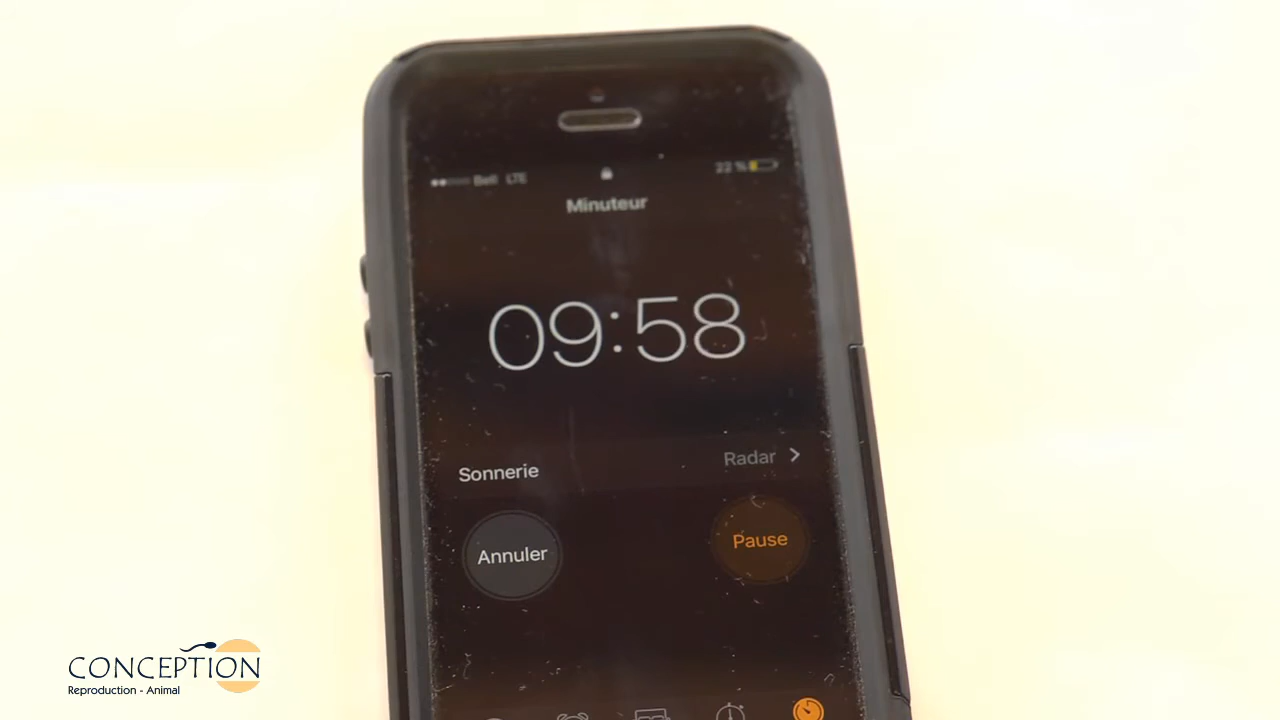 Bell LTE 22 %
Minuteur
09:58
Sonnerie Radar
Annuler Pause
CONCEPTION
Reproduction - Animal